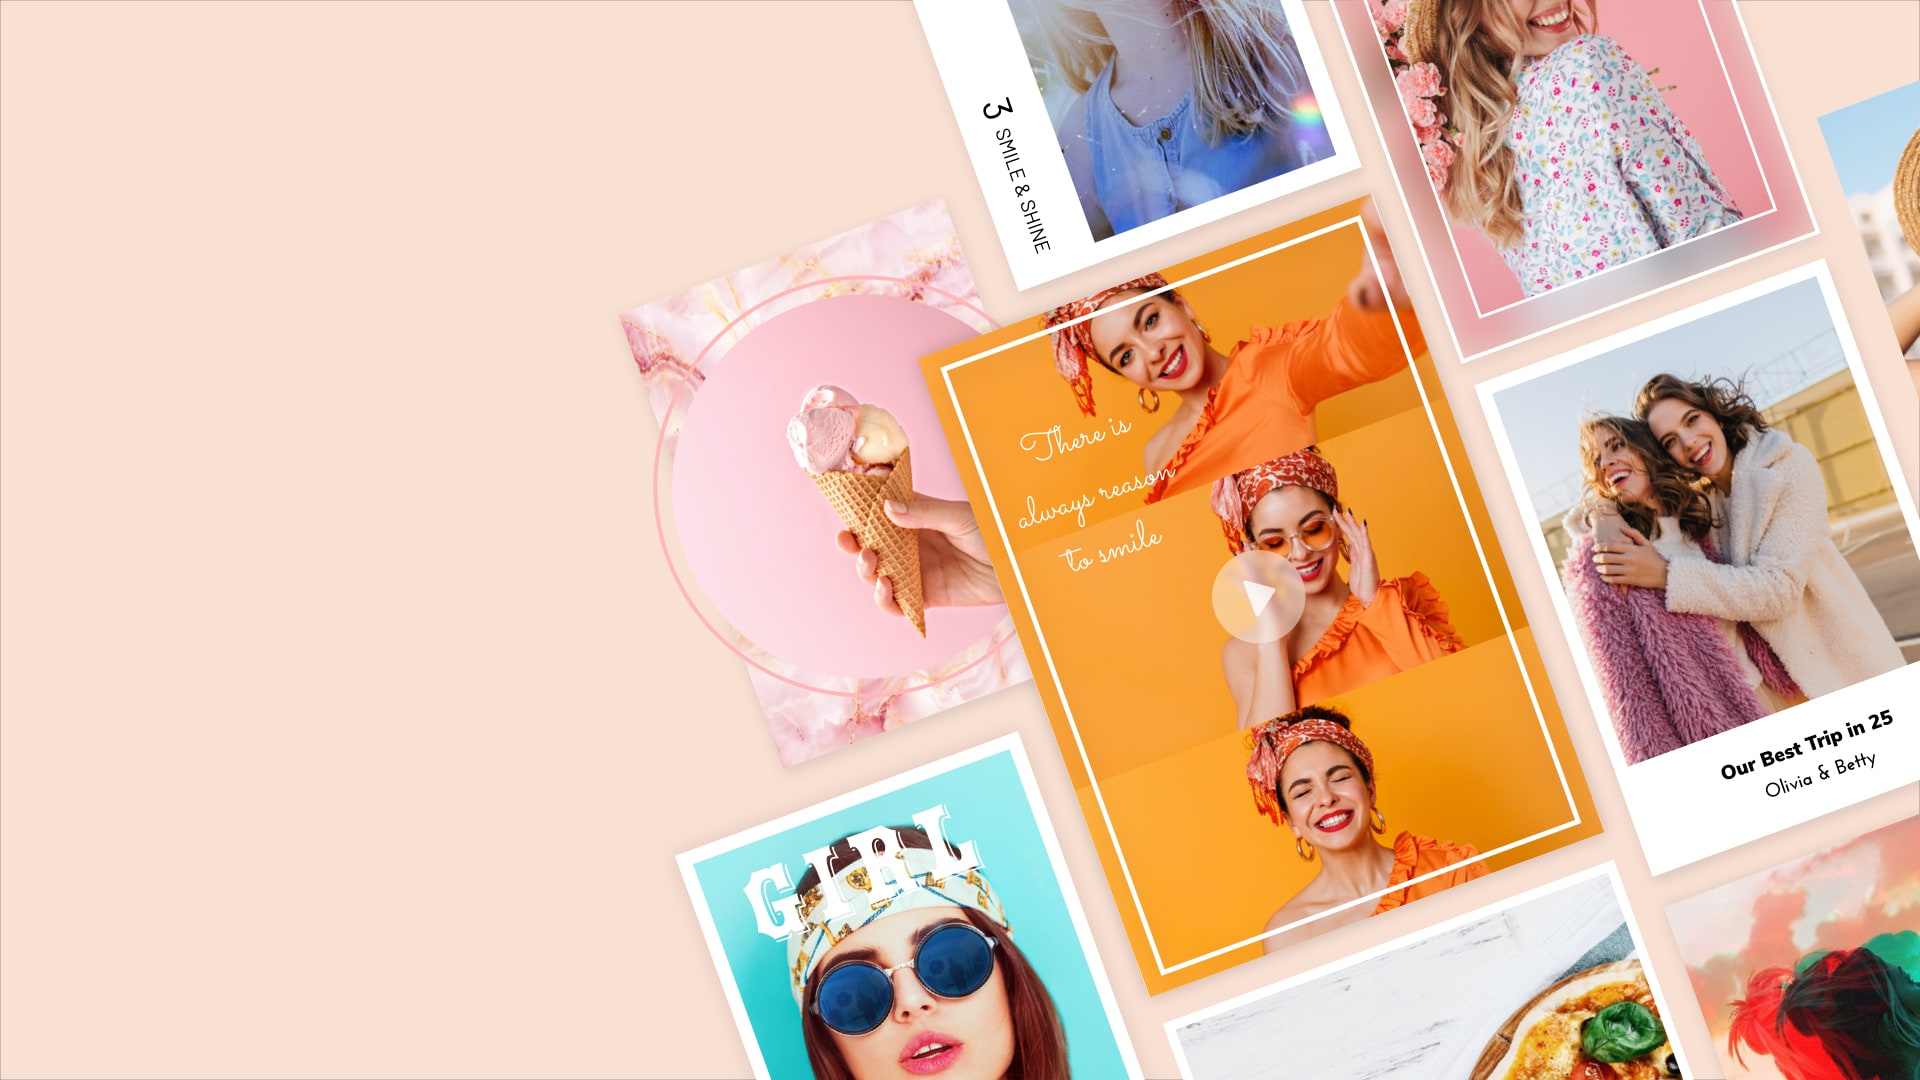 3 SMILE & SHINE
There is
always reason
to smile
Our Best Trip in 25
Olivia & Betty
GIRL